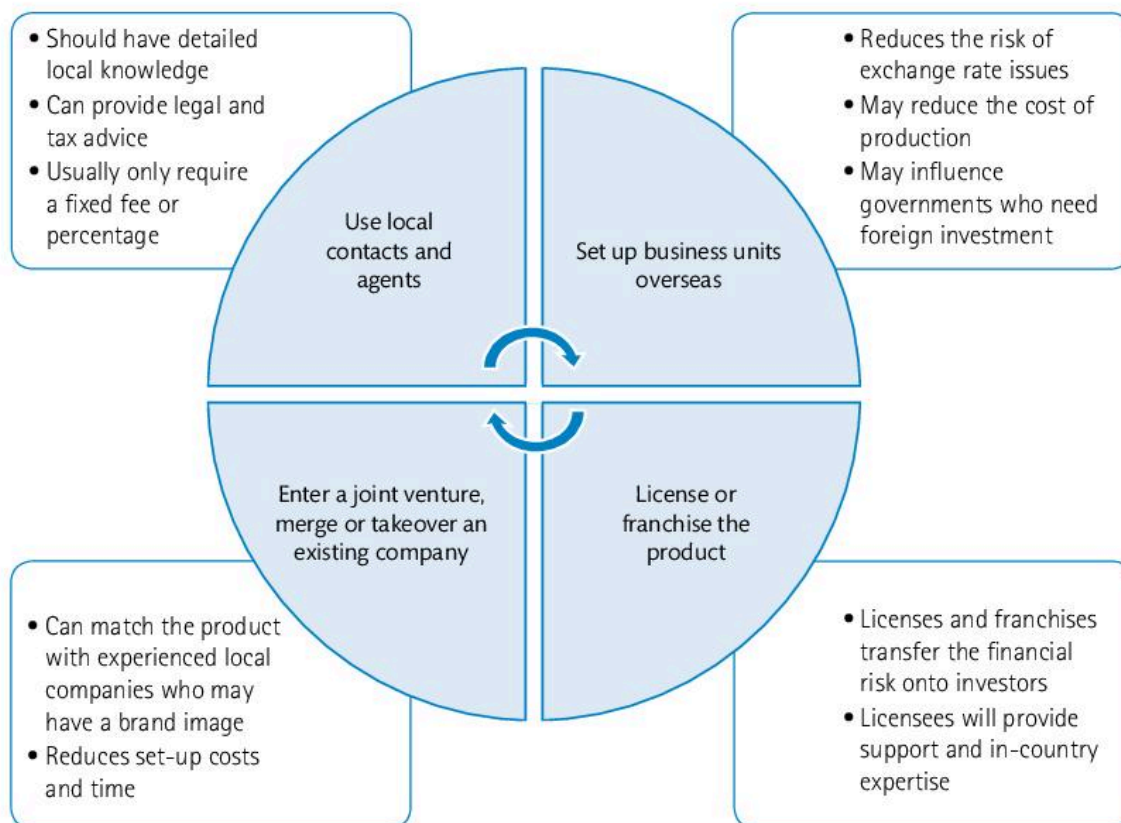 • Should have detailed
local knowledge
• Can provide legal and
tax advice
• Usually only require
a fixed fee or
percentage
Use local
contacts and
agents
• Reduces the risk of
exchange rate issues
• May reduce the cost of
production
• May influence
governments who need
foreign investment
Set up business units
overseas
Enter a joint venture,
merge or takeover an
existing company
• Can match the product
with experienced local
companies who may
have a brand image
• Reduces set-up costs
and time
License or
franchise the
product
• Licenses and franchises
transfer the financial
risk onto investors
• Licensees will provide
support and in-country
expertise